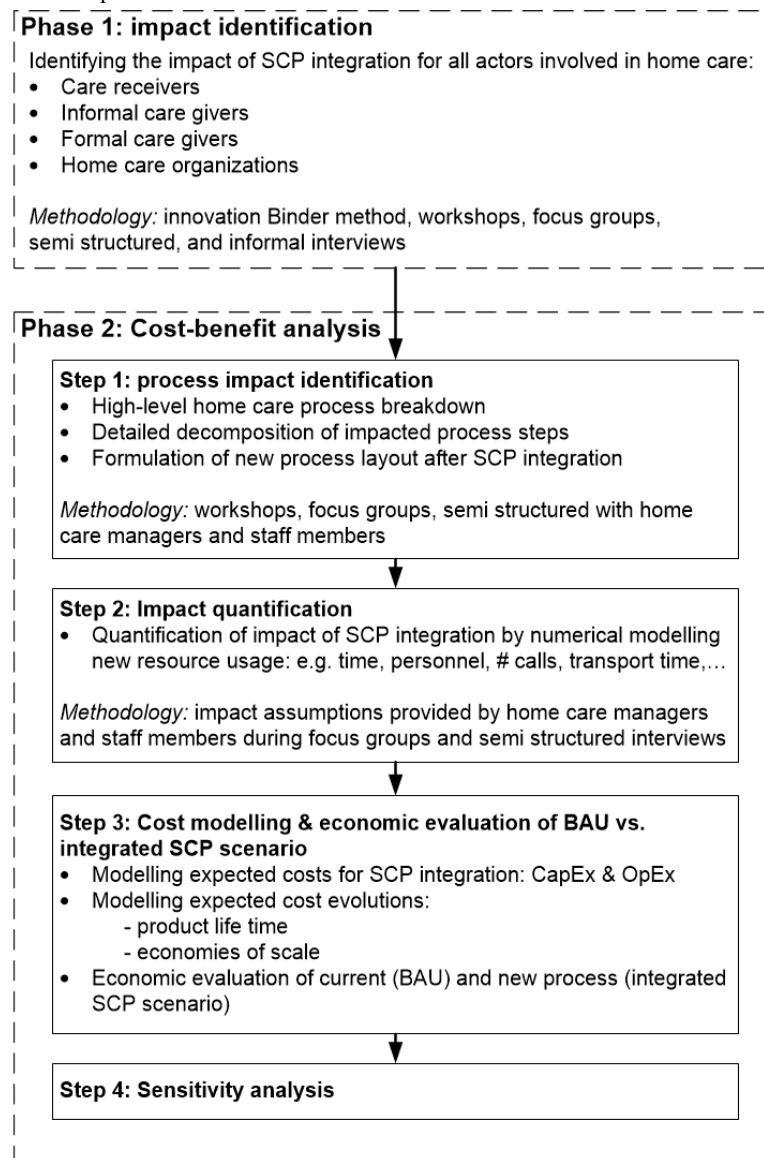 Phase 1: impact identification
Identifying the impact of SCP integration for all actors involved in home care:
• Care receivers
• Informal care givers
• Formal care givers
• Home care organizations
Methodology: innovation Binder method, workshops, focus groups,
semi structured, and informal interviews
Phase 2: Cost-benefit analysis
Step 1: process impact identification
• High-level home care process breakdown
• Detailed decomposition of impacted process steps
• Formulation of new process layout after SCP integration
Methodology: workshops, focus groups, semi structured with home
care managers and staff members
Step 2: Impact quantification
• Quantification of impact of SCP integration by numerical modelling
new resource usage: e.g. time, personnel, # calls, transport time,...
Methodology: impact assumptions provided by home care managers
and staff members during focus groups and semi structured interviews
Step 3: Cost modelling & economic evaluation of BAU vs.
integrated SCP scenario
• Modelling expected costs for SCP integration: CapEx & OpEx
• Modelling expected cost evolutions:
- product life time
- economies of scale
• Economic evaluation of current (BAU) and new process (integrated
SCP scenario)
Step 4: Sensitivity analysis